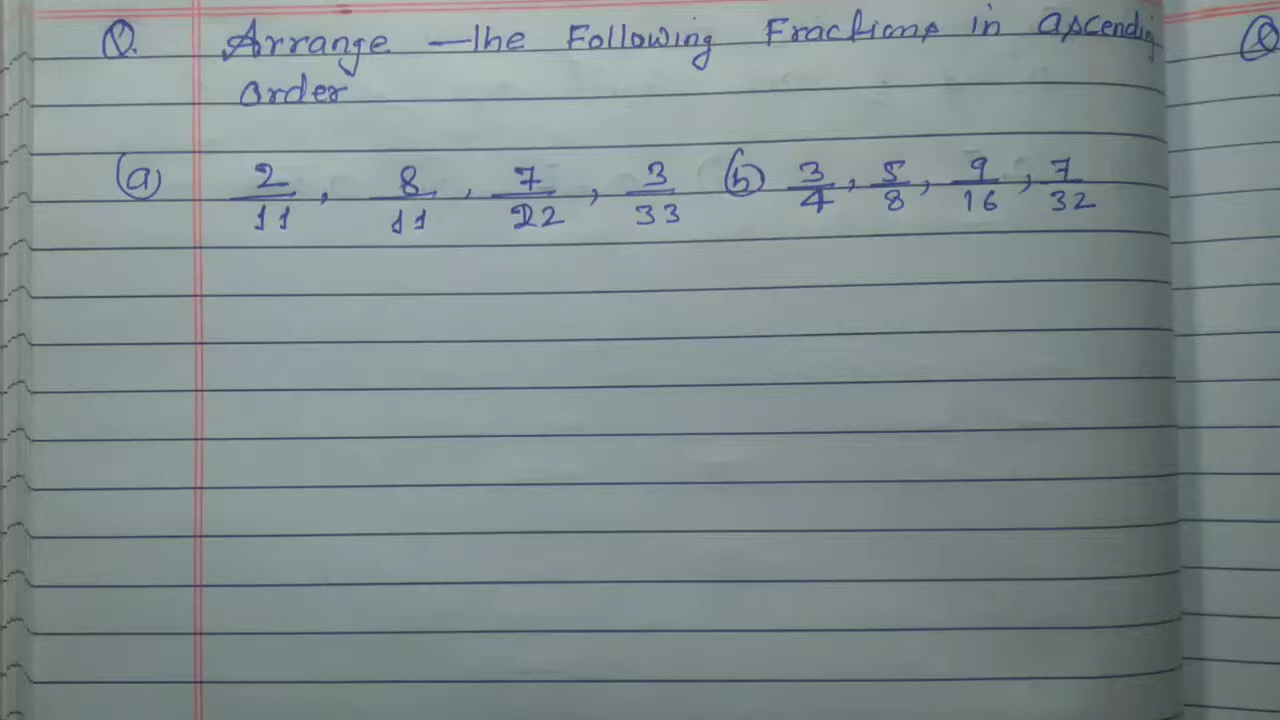 Q. Arrange the Following Fractions in ascending
order
(a) 2/11, 8/11, 7/22, 3/33 (b) 3/4, 5/8, 9/16, 7/32